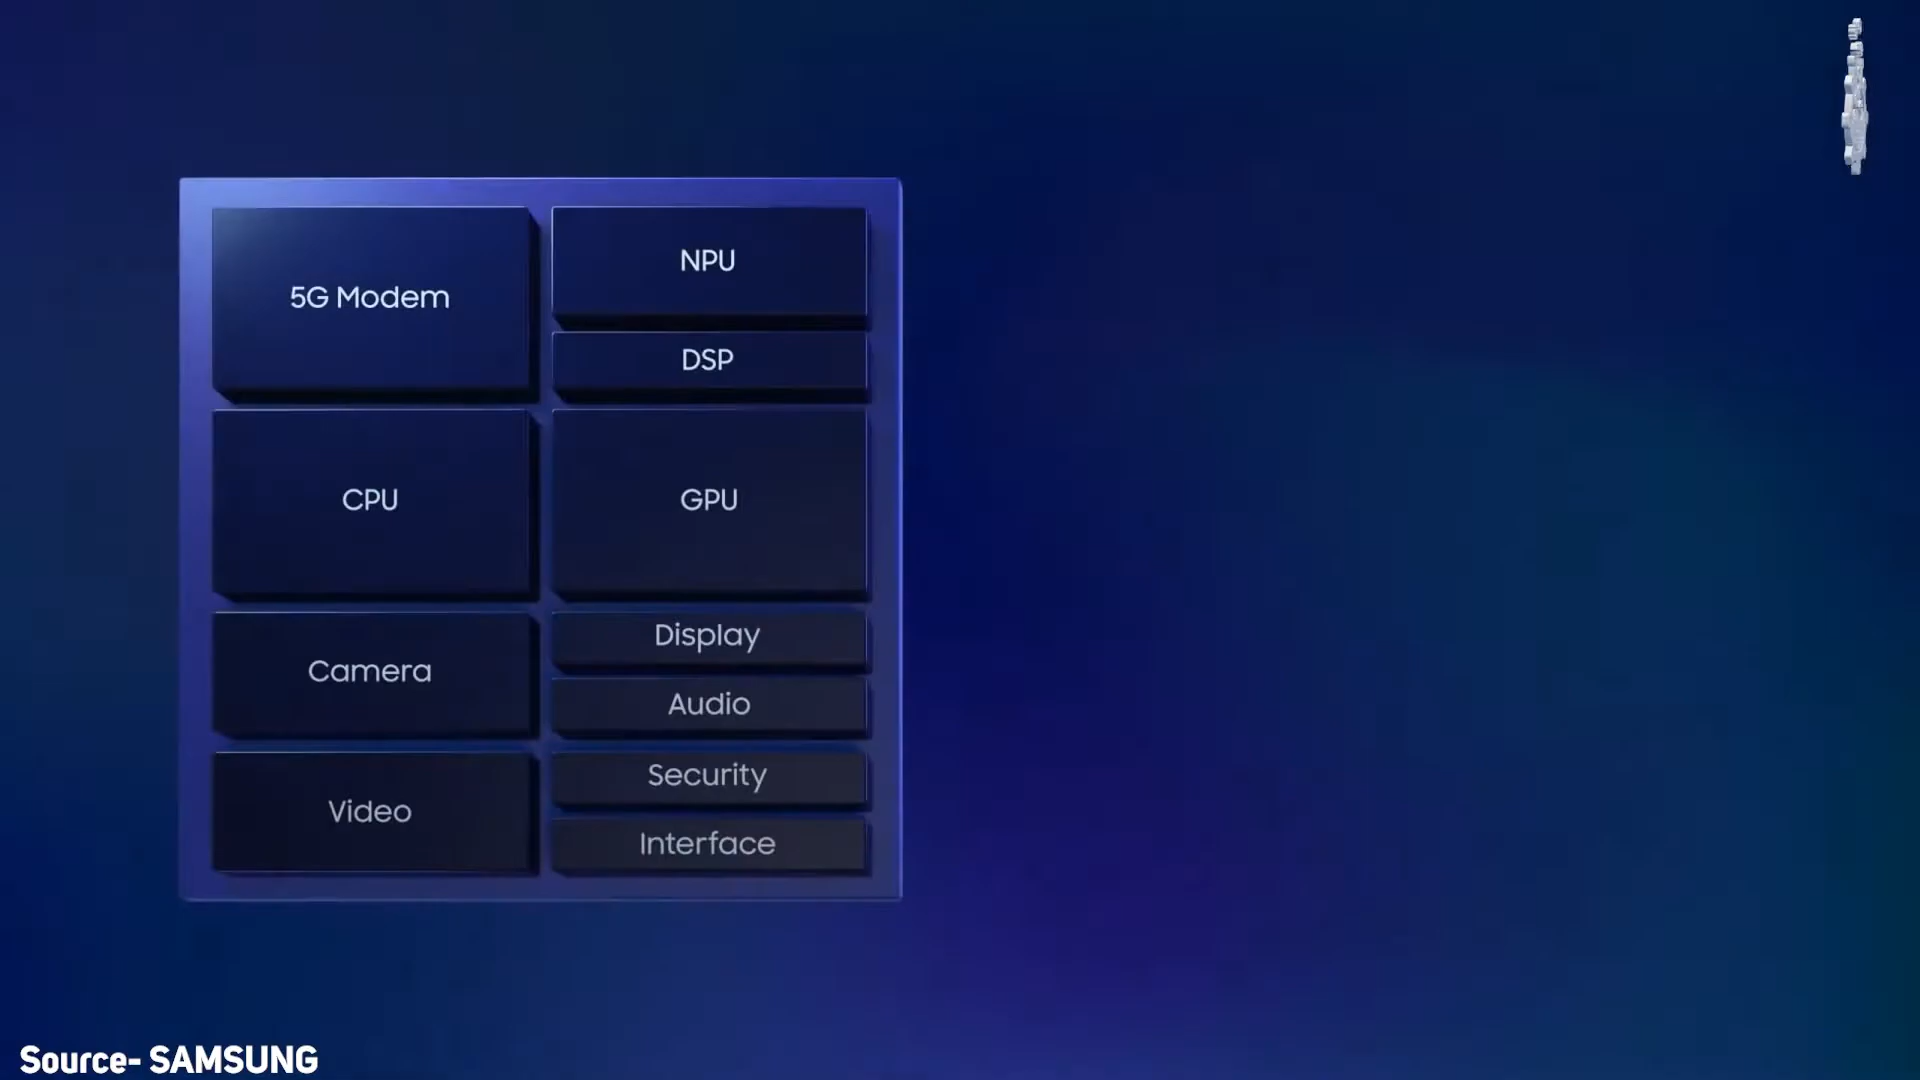 5G Modem
NPU
DSP
CPU
GPU
Camera
Display
Audio
Video
Security
Interface
Source- SAMSUNG